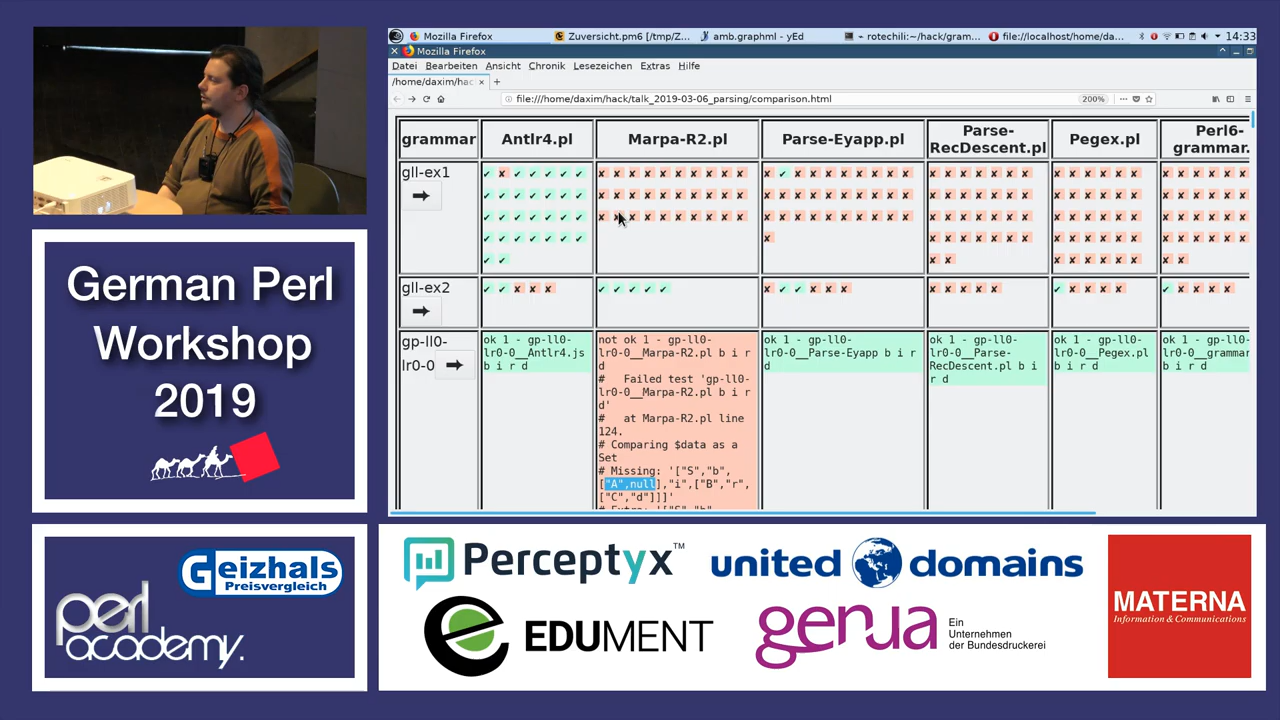 Mozilla Firefox
Zuversicht.pm6 [/tmp/Z...
amb.graphml - yEd
~ : rotechili:~/hack/gram...
file://localhost/home/da...
14:33
Mozilla Firefox
Datei Bearbeiten Ansicht Chronik Lesezeichen Extras Hilfe
/home/daxim/hac
file:///home/daxim/hack/talk_2019-03-06_parsing/comparison.html
200%
grammar Antlr4.pl Marpa-R2.pl Parse-Eyapp.pl Parse-RecDescent.pl Pegex.pl Perl6-grammar.
gll-ex1
✔ ✘ ✔ ✔ ✔ ✔ ✔
gll-ex2
✔ ✔ ✘ ✘ ✘
✔ ✔ ✔ ✔ ✔
✘ ✔ ✔ ✘ ✘ ✘
✘ ✘ ✘ ✘ ✘
✔ ✘ ✘ ✘ ✘
✔ ✘ ✘ ✘ ✘
gp-ll0-
lr0-0
ok 1 - gp-ll0-
lr0-0__Antlr4.js
b i r d
not ok 1 - gp-ll0-
lr0-0__Marpa-R2.pl b i r
d
# Failed test 'gp-ll0-
lr0-0__Marpa-R2.pl b i r
d'
# at Marpa-R2.pl line
124.
# Comparing $data as a
Set
# Missing: '["S","b",
["A",null],"i",["B","r",
["C","d"]]]'
# Extra: '["S","b"
ok 1 - gp-ll0-
lr0-0__Parse-Eyapp b i r
d
ok 1 - gp-ll0-
lr0-0__Parse-
RecDescent.pl b i
r d
ok 1 - gp-ll0-
lr0-0__Pegex.pl
b i r d
ok 1 - gp-ll0-
lr0-0__grammar
b i r d
German Perl
Workshop
2019
Geizhals
Preisvergleich
perl
academy.
Perceptyx™
united domains
EDUMENT
genua
Ein
Unternehmen
der Bundesdruckerei
MATERNA
Information & Communications